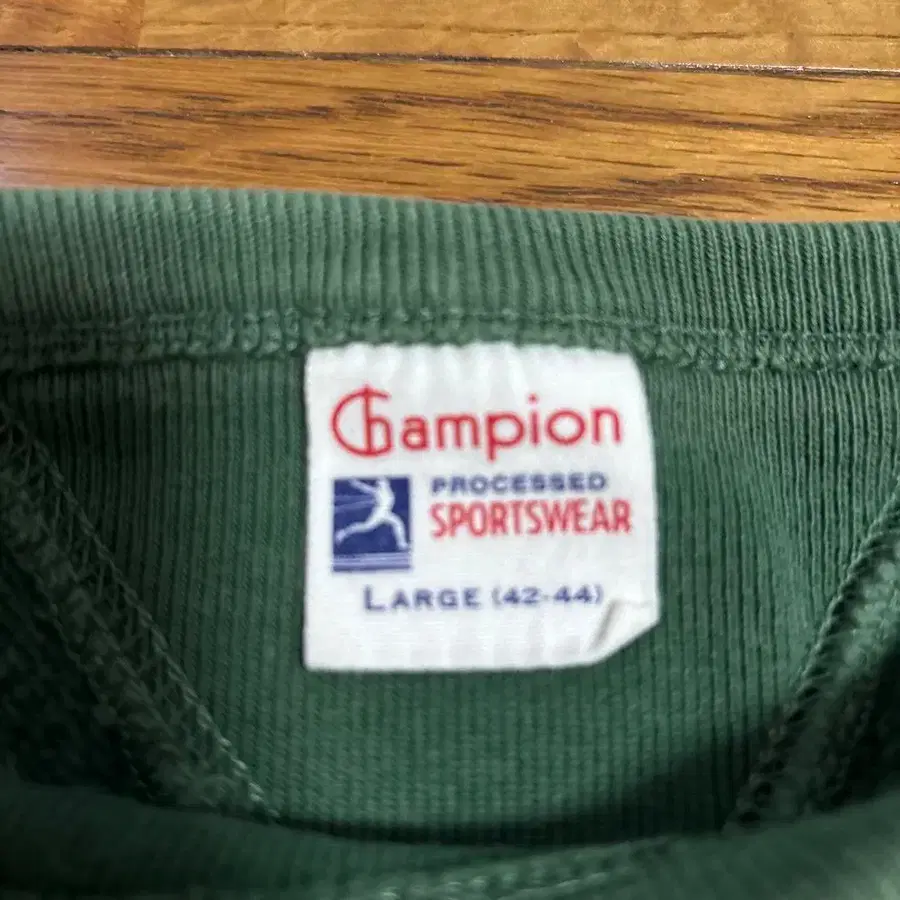 Champion
PROCESSED
SPORTSWEAR
LARGE (42-44)